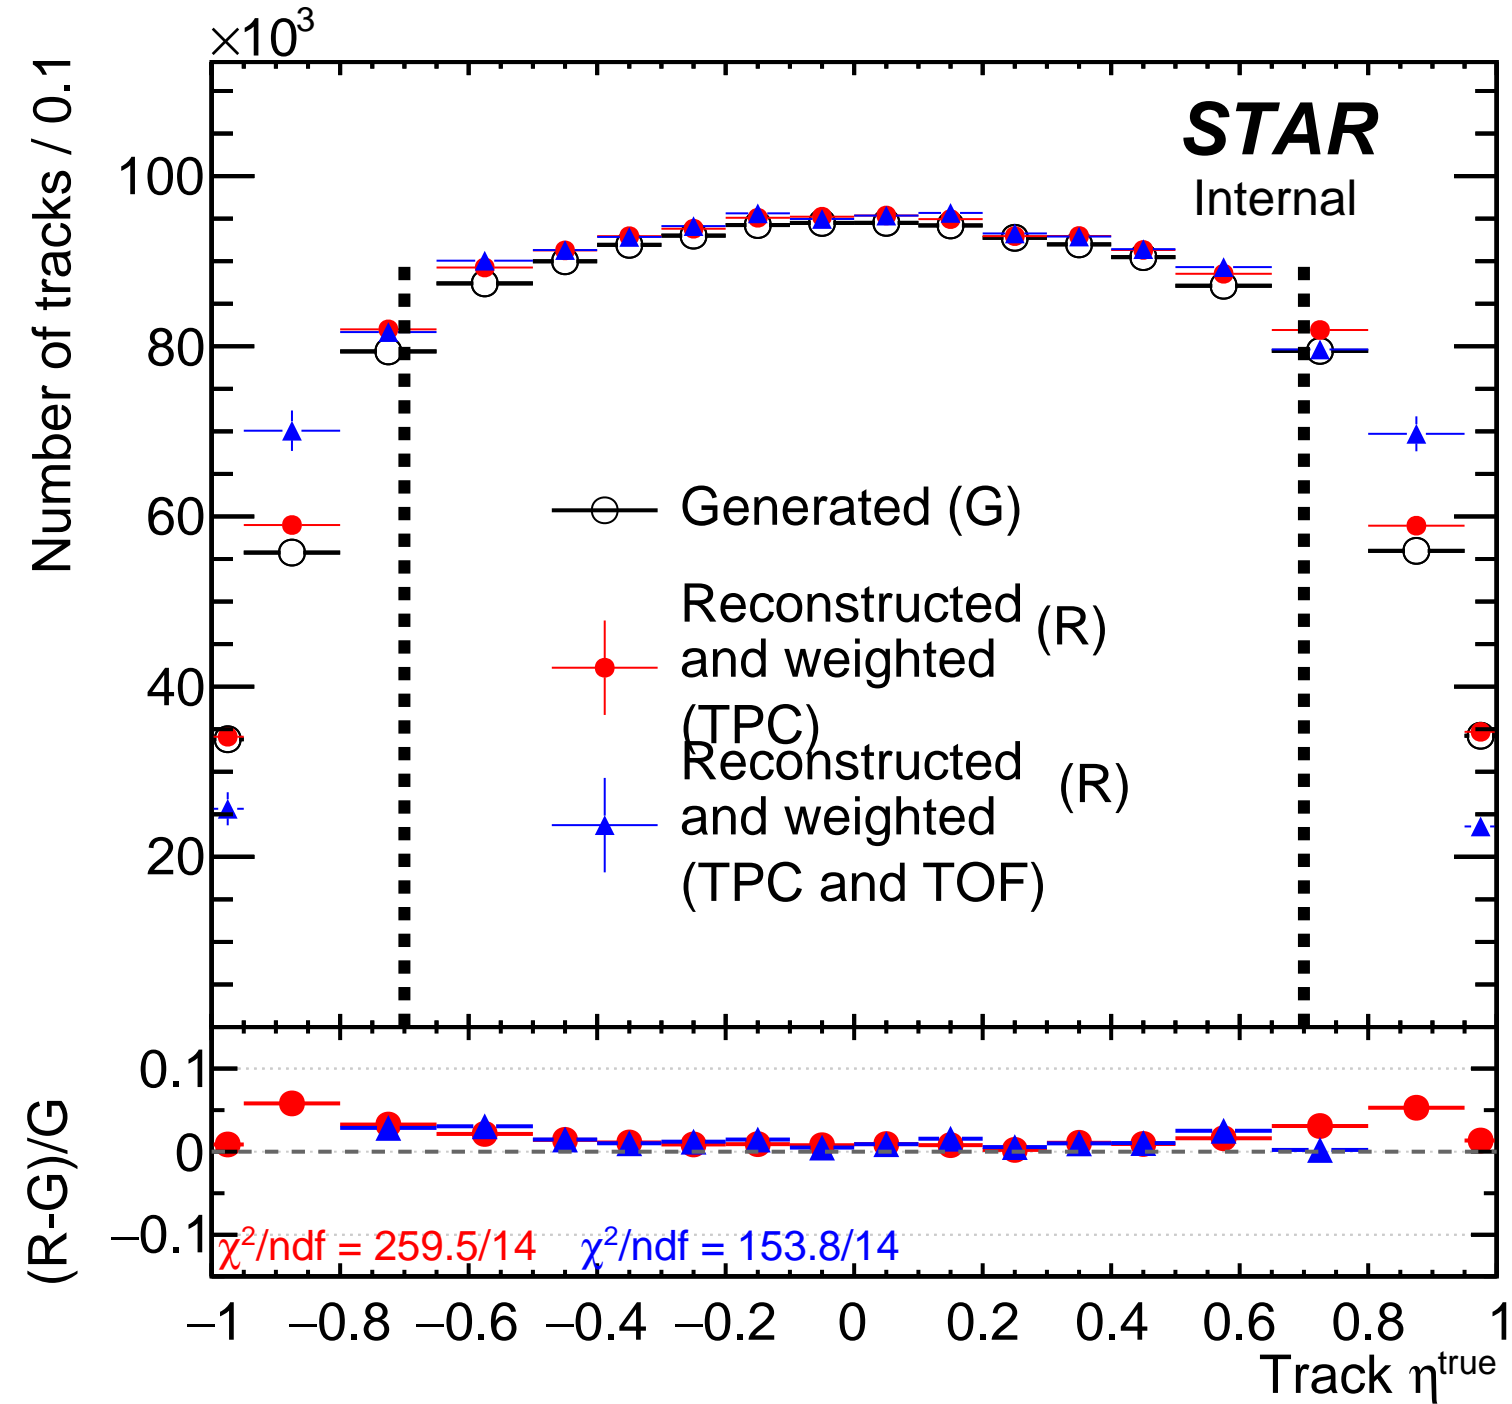 ×10³
Number of tracks / 0.1
100
80
60
40
20
STAR
Internal
Generated (G)
Reconstructed
and weighted (R)
(TPC)
Reconstructed
and weighted (R)
(TPC and TOF)
(R-G)/G
0.1
0
−0.1
χ²/ndf = 259.5/14
χ²/ndf = 153.8/14
−1 −0.8 −0.6 −0.4 −0.2 0 0.2 0.4 0.6 0.8 1
Track η^true